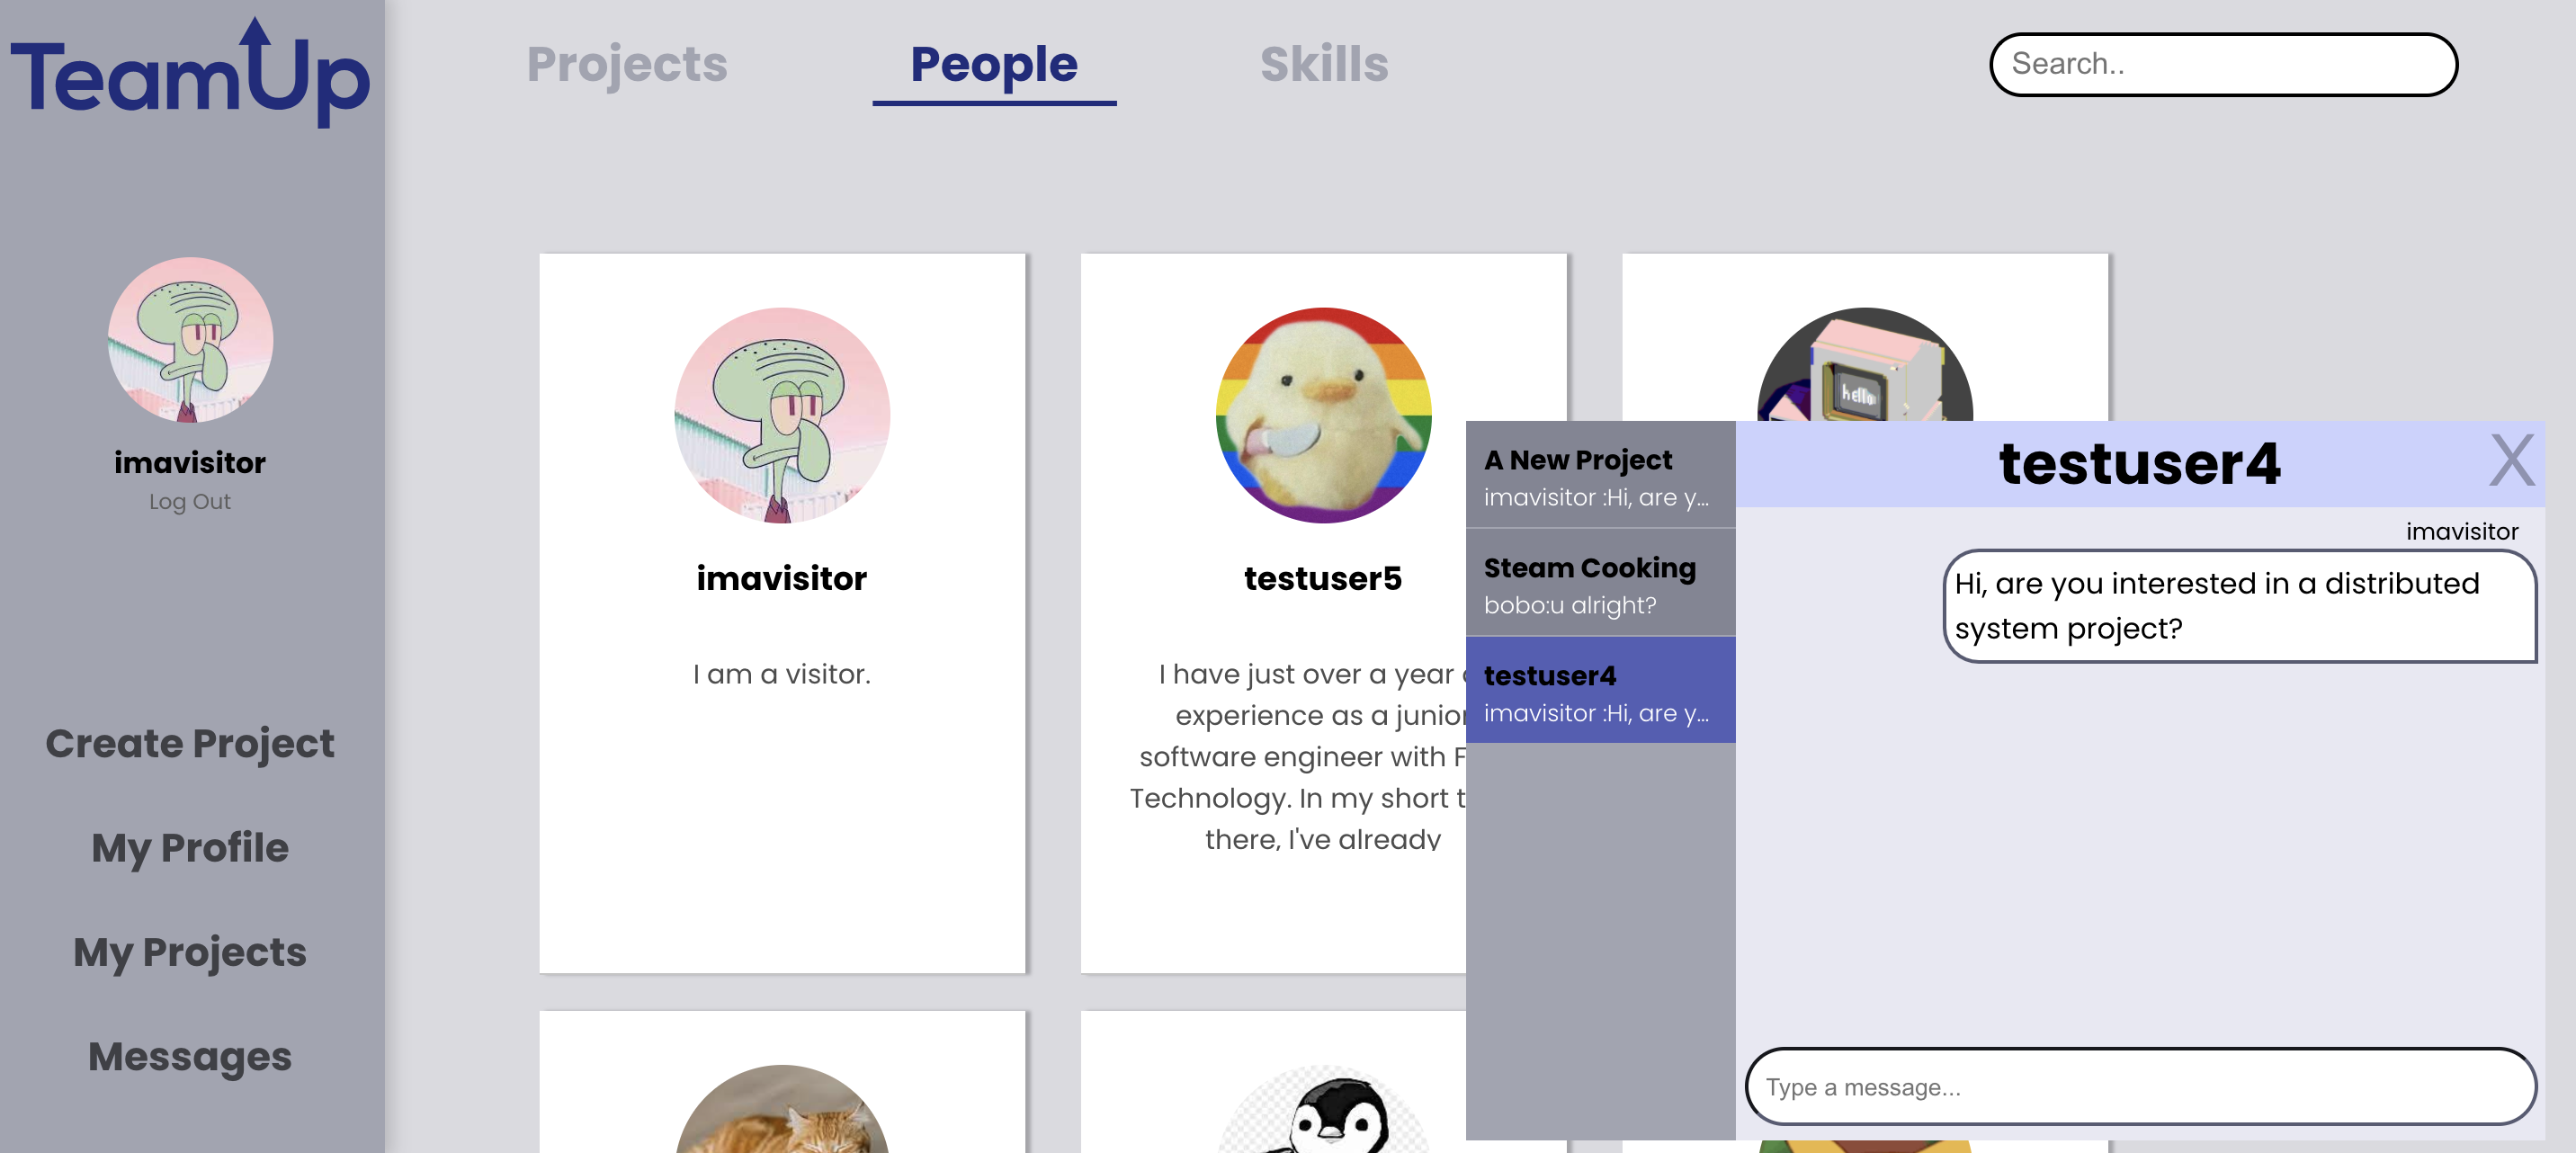 TeamUp
Projects
People
Skills
Search..
imavisitor
Log Out
Create Project
My Profile
My Projects
Messages
imavisitor
I am a visitor.
testuser5
I have just over a year
experience as a junior
software engineer with
Technology. In my short
there, I've already
hello
A New Project
imavisitor :Hi, are y...
Steam Cooking
bobo:u alright?
testuser4
imavisitor :Hi, are y...
testuser4
X
imavisitor
Hi, are you interested in a distributed
system project?
Type a message...